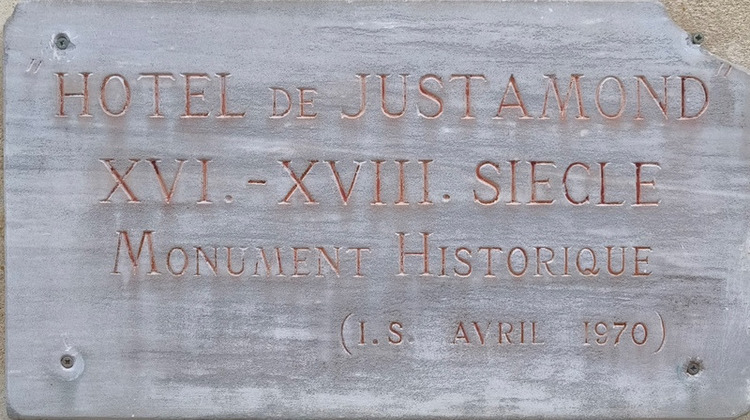 " HOTEL DE JUSTAMOND "
XVI.-XVIII. SIECLE
MONUMENT HISTORIQUE
(I.S. AVRIL 1970)